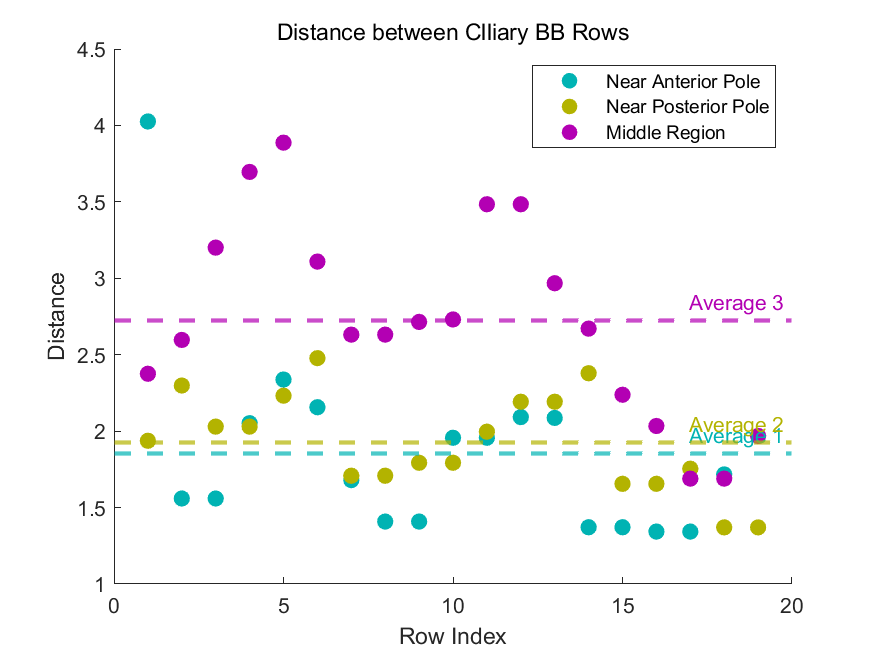 Distance between CIliary BB Rows
Near Anterior Pole
Near Posterior Pole
Middle Region
4.5
4
3.5
3
2.5
2
1.5
1
Distance
Average 3
Average 2
Average 1
0
5
10
15
20
Row Index